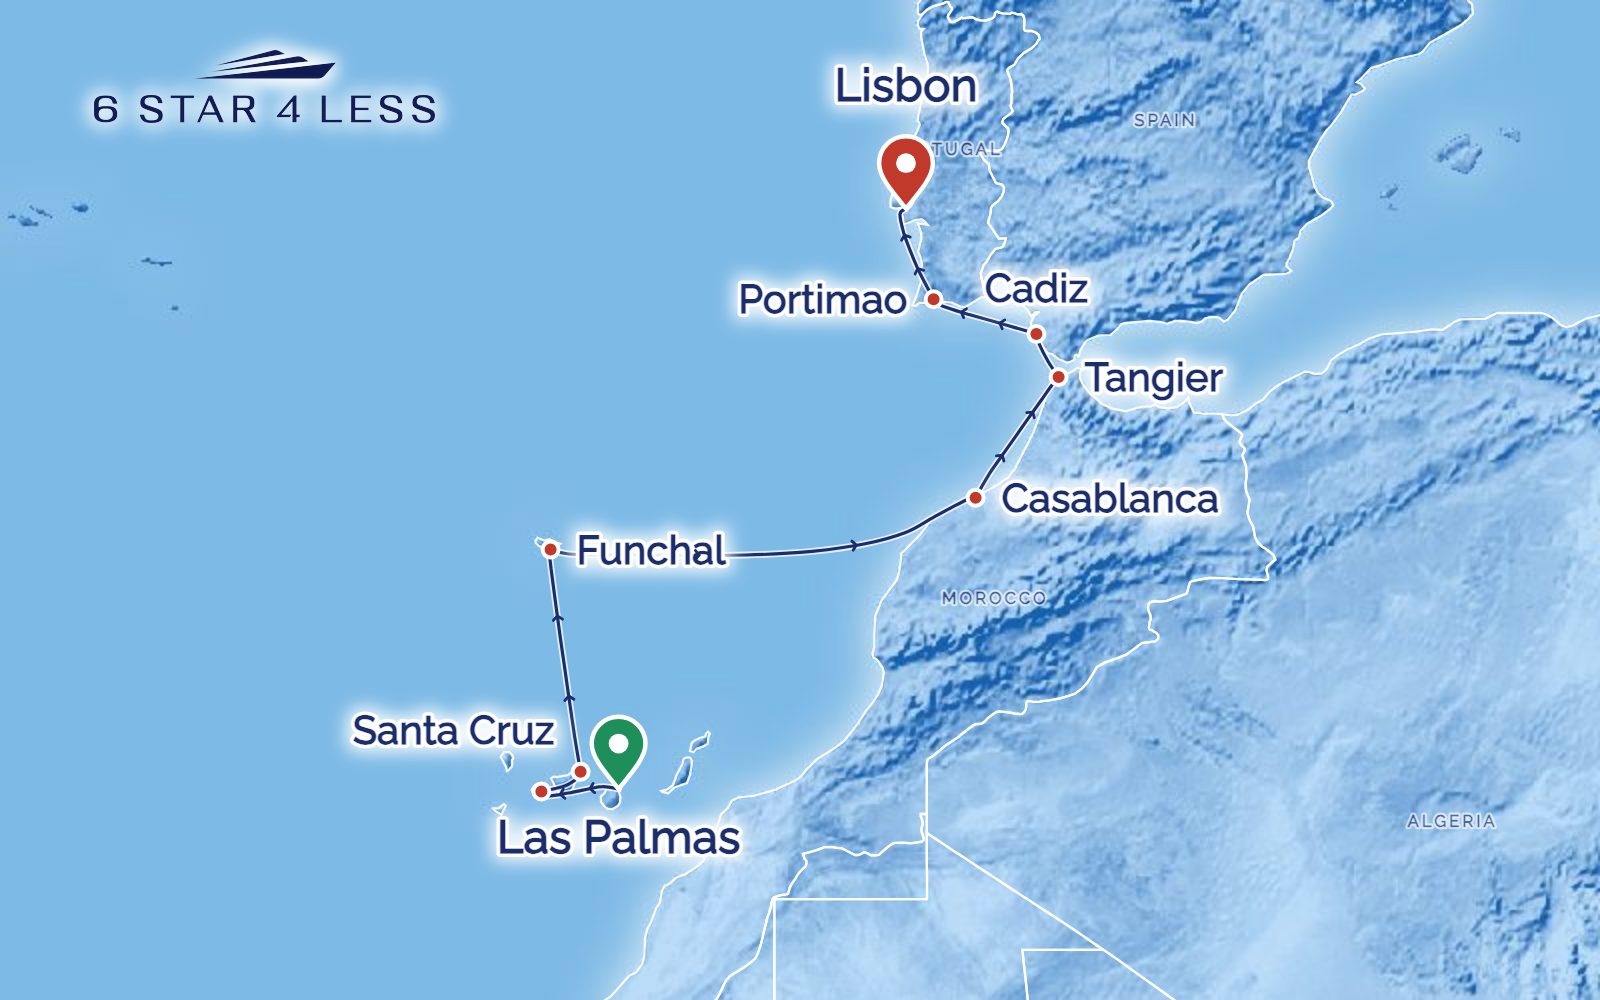 6 STAR 4 LESS
Lisbon
SPAIN
TUGAL
Portimao
Cadiz
Tangier
Casablanca
Funchal
MOROCCO
Santa Cruz
Las Palmas
ALGERIA